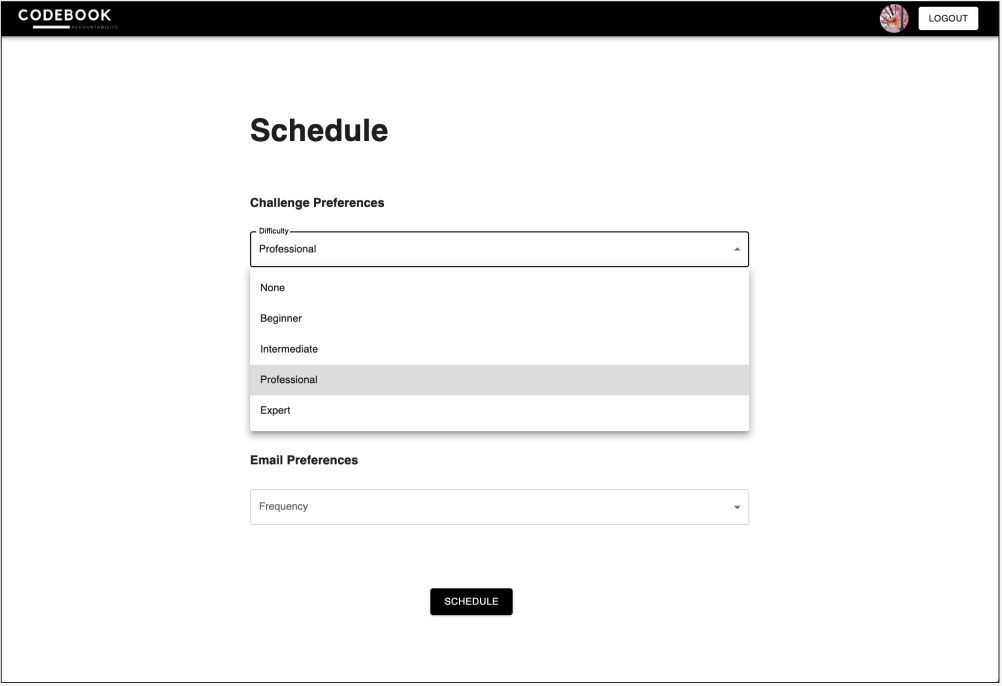 CODEBOOK
ACCOUNTABILITY
LOGOUT
Schedule
Challenge Preferences
Difficulty
Professional
None
Beginner
Intermediate
Professional
Expert
Email Preferences
Frequency
SCHEDULE